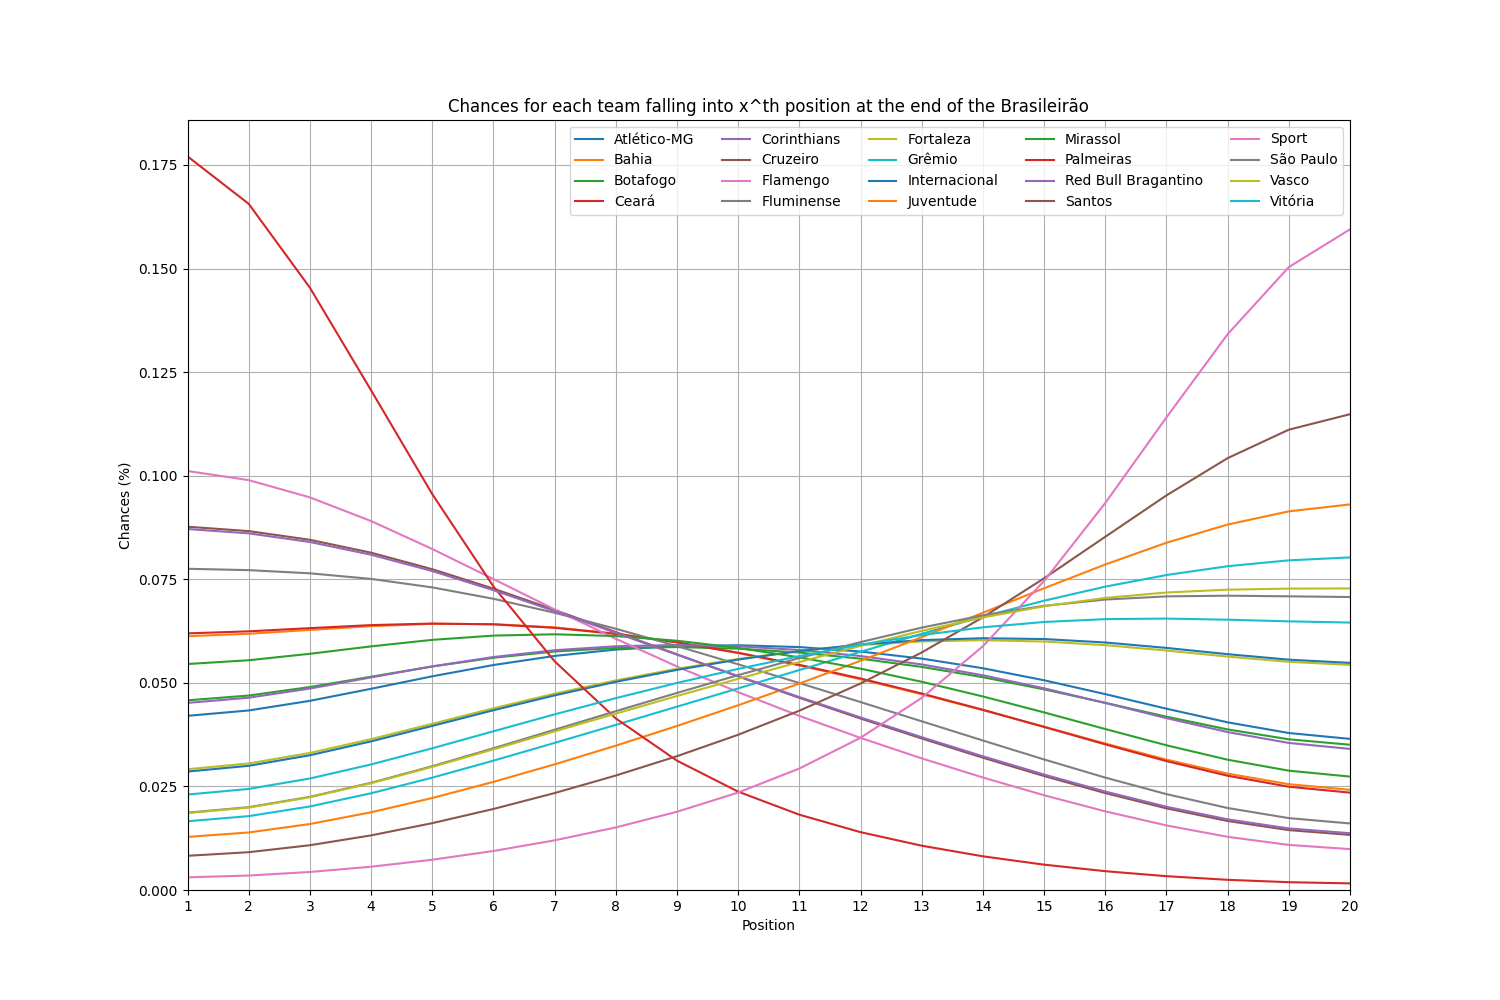 Chances for each team falling into x^th position at the end of the Brasileirão
Atlético-MG
Bahia
Botafogo
Ceará
Corinthians
Cruzeiro
Flamengo
Fluminense
Fortaleza
Grêmio
Internacional
Juventude
Mirassol
Palmeiras
Red Bull Bragantino
Santos
Sport
São Paulo
Vasco
Vitória
Chances (%)
0.175
0.150
0.125
0.100
0.075
0.050
0.025
0.000
1 2 3 4 5 6 7 8 9 10 11 12 13 14 15 16 17 18 19 20
Position